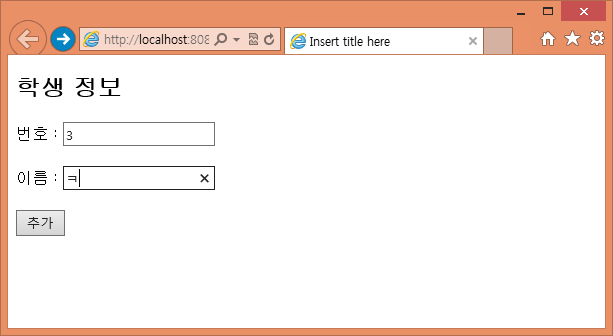 http://localhost:808
Insert title here
학생 정보
번호 : 3
이름 : ㅋ
추가